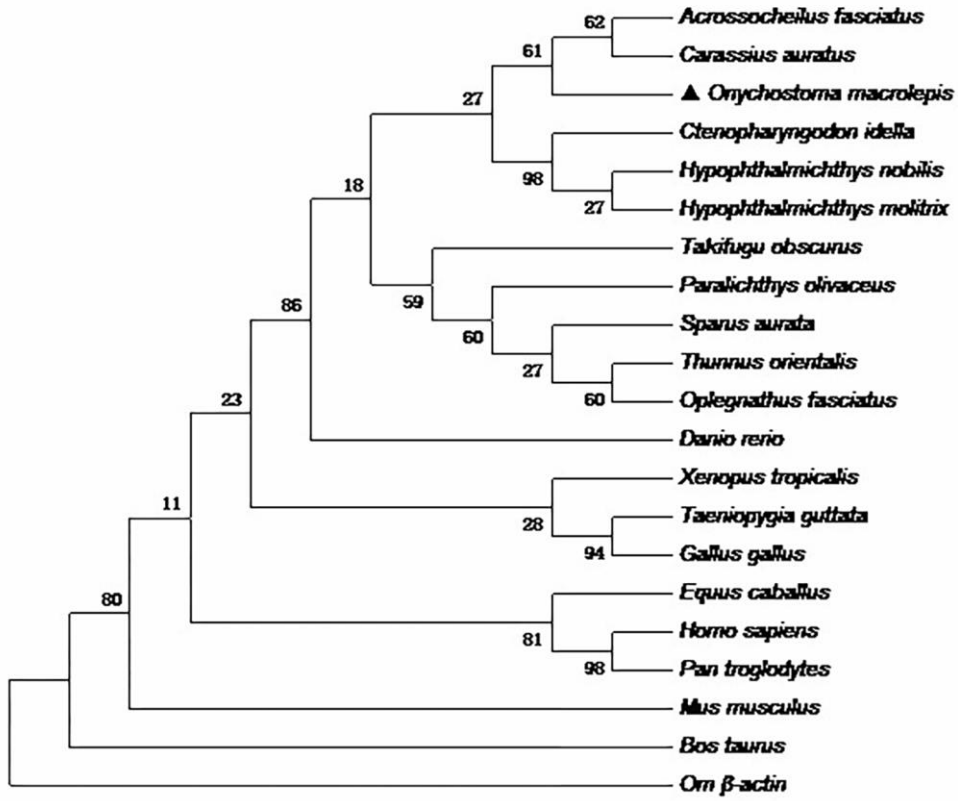 62 Acrossocheilus fasciatus
61 Carassius auratus
27 ▲ Onychostoma macrolepis
Ctenopharyngodon idella
98 Hypophthalmichthys nobilis
18 27 Hypophthalmichthys molitrix
Takifugu obscurus
86 59 Paralichthys olivaceus
60 Sparus aurata
27 Thunnus orientalis
23 60 Oplegnathus fasciatus
Danio rerio
Xenopus tropicalis
11 28 Taeniopygia guttata
94 Gallus gallus
80 Equus caballus
81 Homo sapiens
98 Pan troglodytes
Mus musculus
Bos taurus
Om β-actin